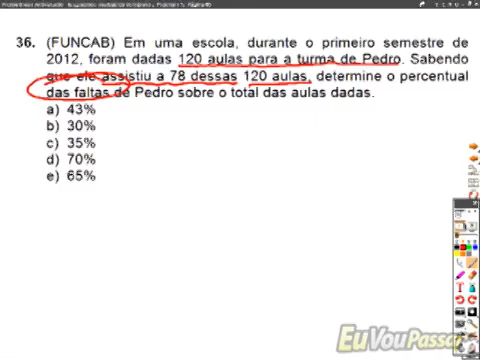 36. (FUNCAB) Em uma escola, durante o primeiro semestre de
2012, foram dadas 120 aulas para a turma de Pedro. Sabendo
que ele assistiu a 78 dessas 120 aulas, determine o percentual
das faltas de Pedro sobre o total das aulas dadas.
a) 43%
b) 30%
c) 35%
d) 70%
e) 65%
EuVouPassar